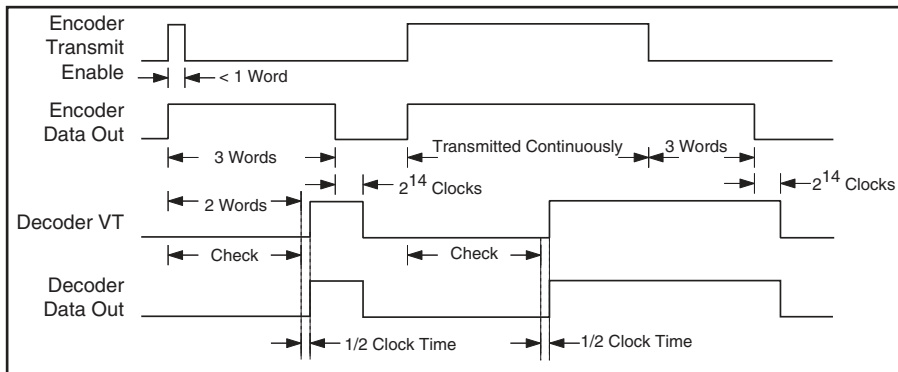 Encoder
Transmit
Enable
< 1 Word
Encoder
Data Out
3 Words
Transmitted Continuously
3 Words
2^14 Clocks
2^14 Clocks
2 Words
Decoder VT
Check
Check
Decoder
Data Out
1/2 Clock Time
1/2 Clock Time